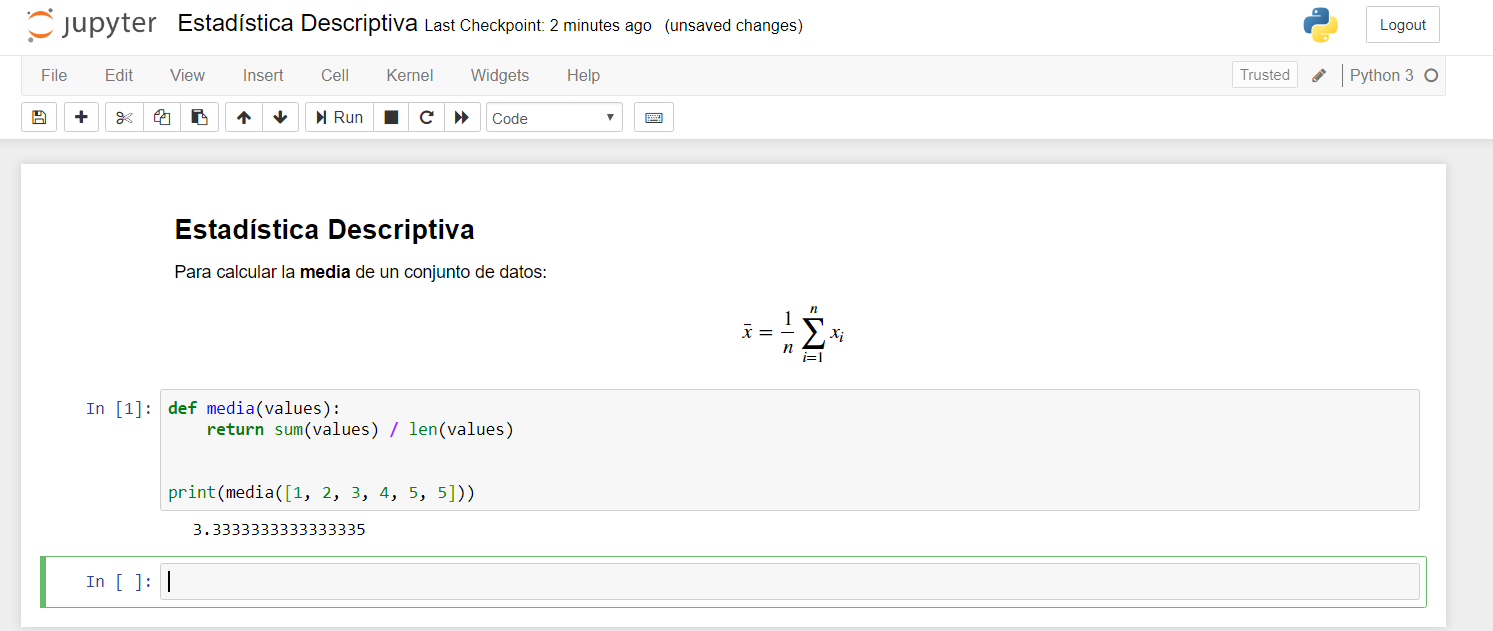 jupyter Estadística Descriptiva Last Checkpoint: 2 minutes ago (unsaved changes) Logout
File Edit View Insert Cell Kernel Widgets Help Trusted Python 3
Run Code
Estadística Descriptiva
Para calcular la media de un conjunto de datos:
x̄ = 1/n ∑_{i=1}^{n} x_i
In [1]: def media(values):
    return sum(values) / len(values)
print(media([1, 2, 3, 4, 5, 5]))
3.3333333333333335
In [ ]: